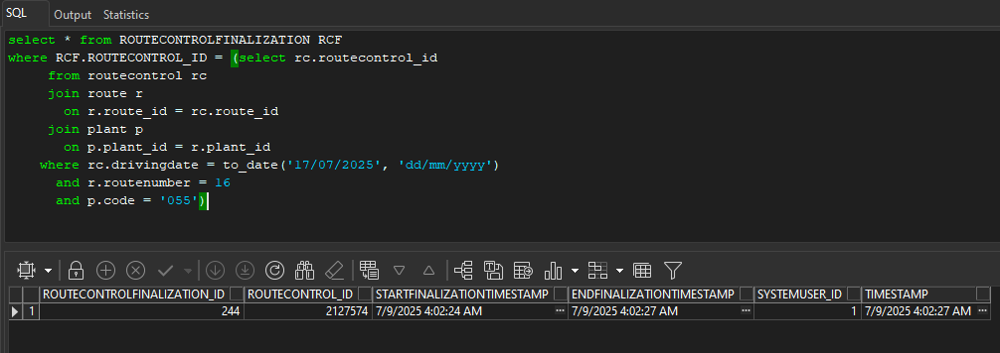 SQL Output Statistics
select * from ROUTECONTROLFINALIZATION RCF
where RCF.ROUTECONTROL_ID = (select rc.routecontrol_id
from routecontrol rc
join route r
on r.route_id = rc.route_id
join plant p
on p.plant_id = r.plant_id
where rc.drivingdate = to_date('17/07/2025', 'dd/mm/yyyy')
and r.routenumber = 16
and p.code = '055')
ROUTECONTROLFINALIZATION_ID ROUTECONTROL_ID STARTFINALIZATIONTIMESTAMP ENDFINALIZATIONTIMESTAMP SYSTEMUSER_ID TIMESTAMP
1 244 2127574 7/9/2025 4:02:24 AM ... 7/9/2025 4:02:27 AM ... 1 7/9/2025 4:02:27 AM ...